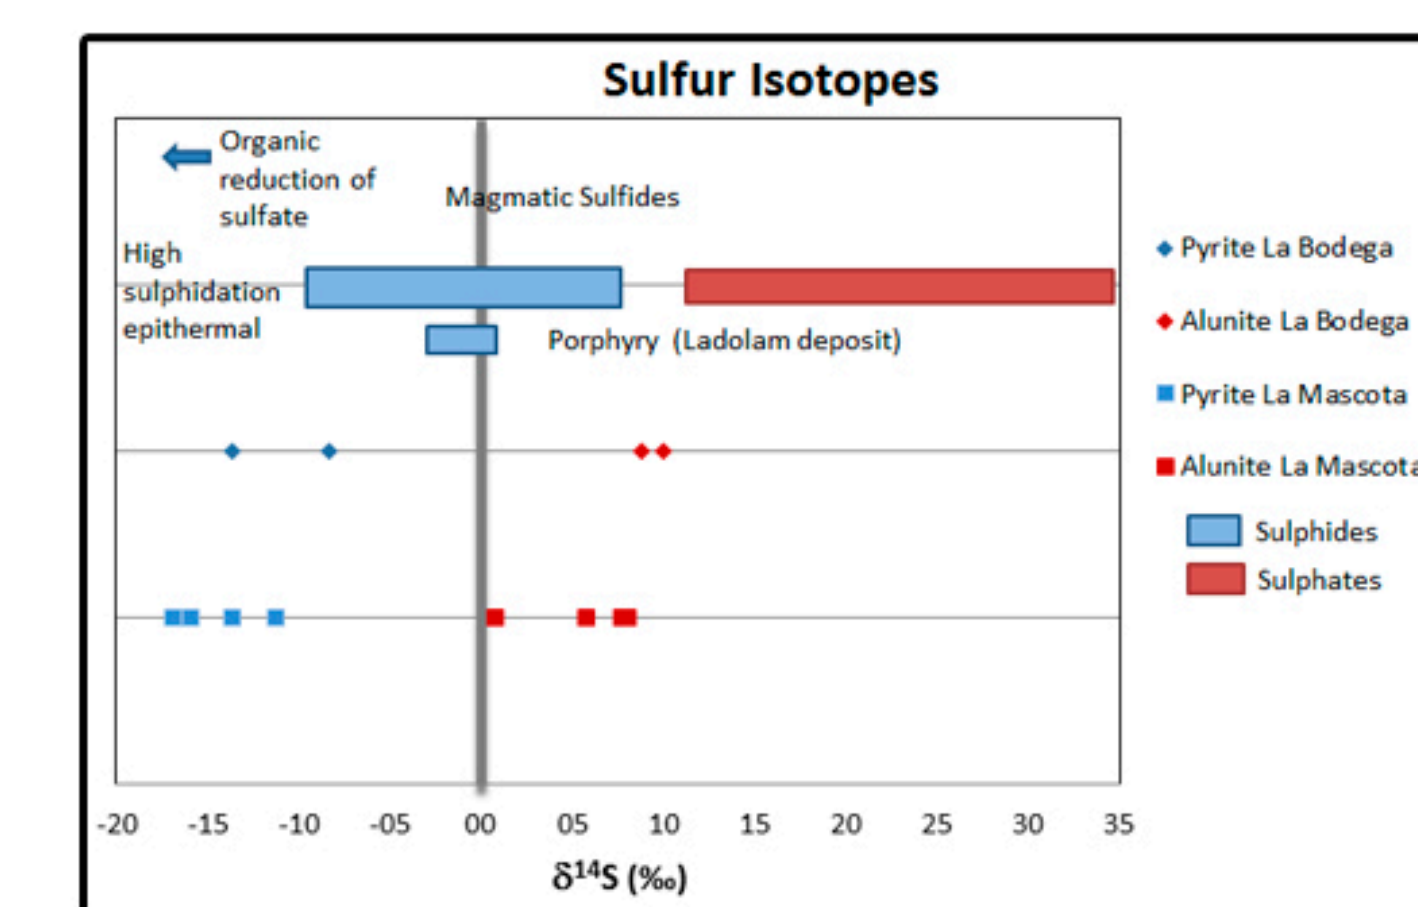 Sulfur Isotopes
Organic
reduction of
sulfate
Magmatic Sulfides
High
sulphidation
epithermal
Porphyry (Ladolam deposit)
Pyrite La Bodega
Alunite La Bodega
Pyrite La Mascota
Alunite La Mascota
Sulphides
Sulphates
-20 -15 -10 -05 00 05 10 15 20 25 30 35
δ¹⁴S (‰)